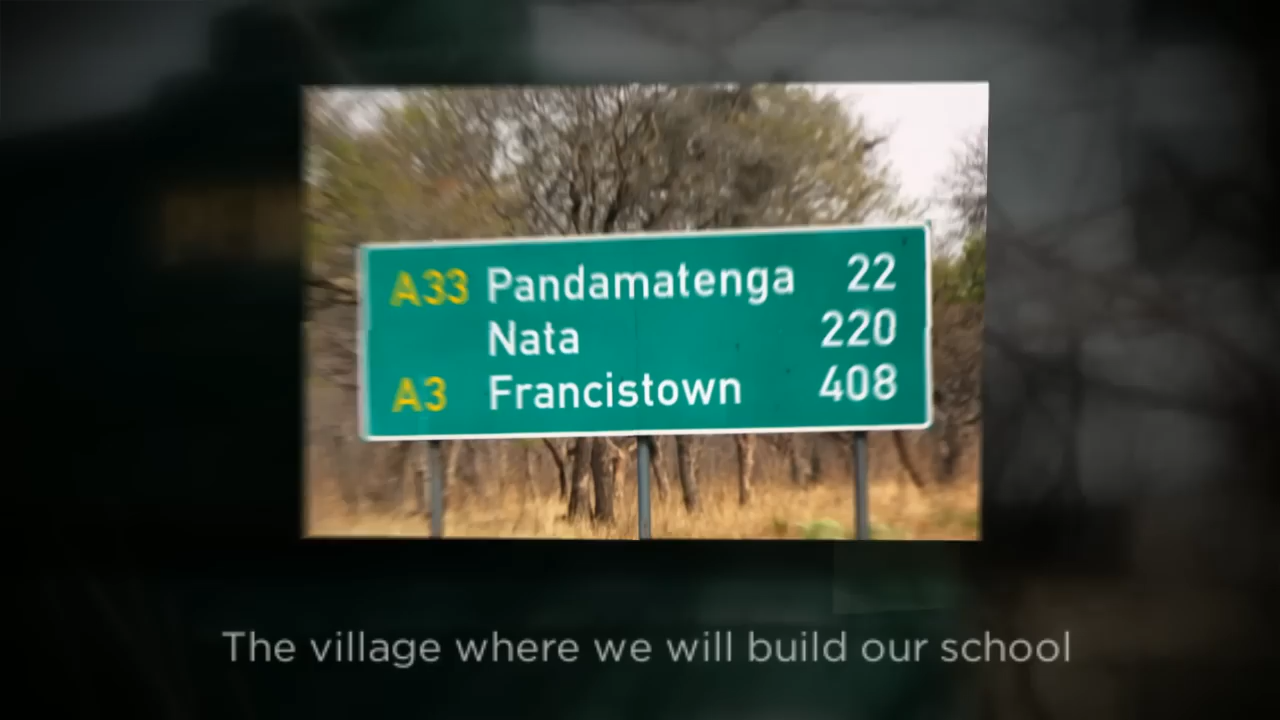 A33 Pandamatenga 22
Nata 220
A3 Francistown 408
The village where we will build our school